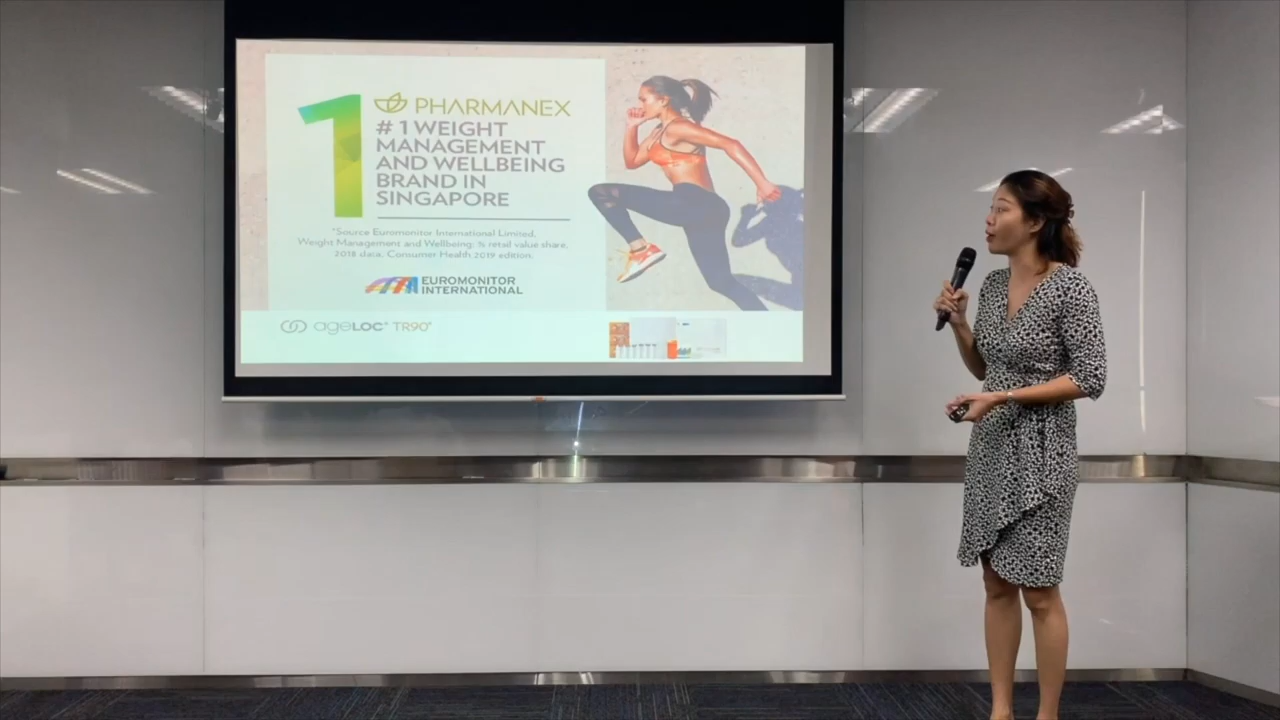 1
PHARMANEX
# 1 WEIGHT
MANAGEMENT
AND WELLBEING
BRAND IN
SINGAPORE
*Source Euromonitor International Limited,
Weight Management and Wellbeing: % retail value share,
2018 data. Consumer Health 2019 edition.
EUROMONITOR
INTERNATIONAL
ageLOC® TR90®